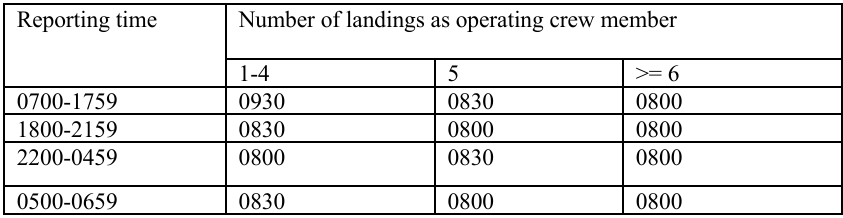 Reporting time Number of landings as operating crew member
1-4 5 >= 6
0700-1759 0930 0830 0800
1800-2159 0830 0800 0800
2200-0459 0800 0830 0800
0500-0659 0830 0800 0800